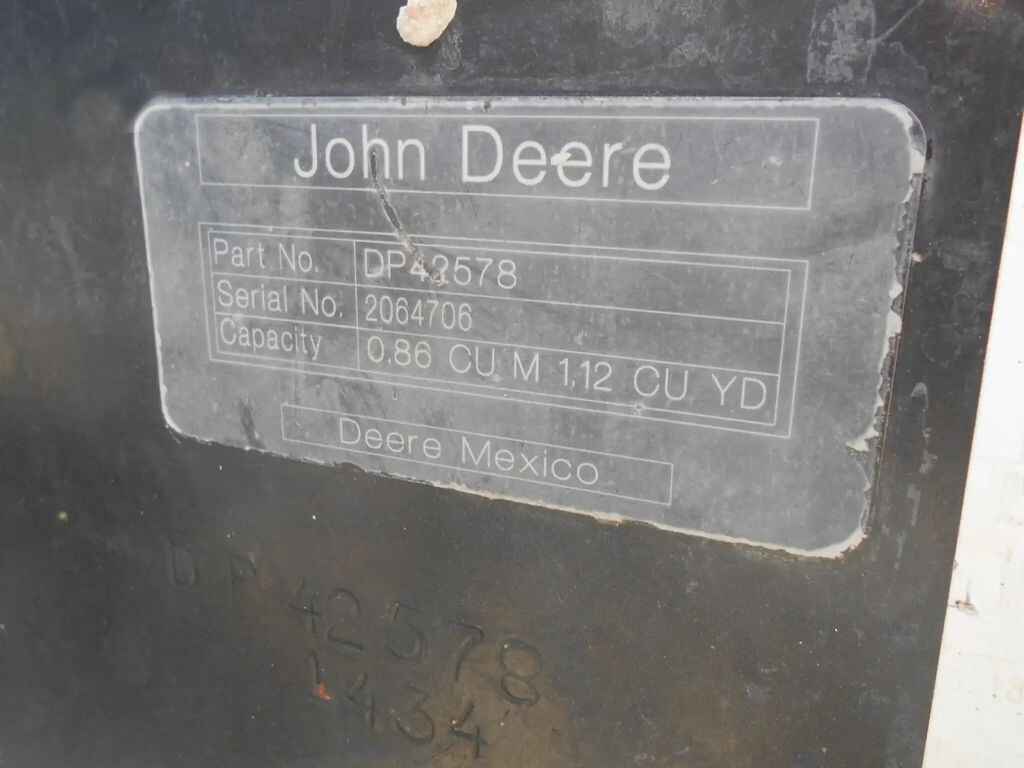 John Deere
Part No. DP42578
Serial No. 2064706
Capacity 0,86 CU M 1,12 CU YD
Deere Mexico
DP 42578
1434